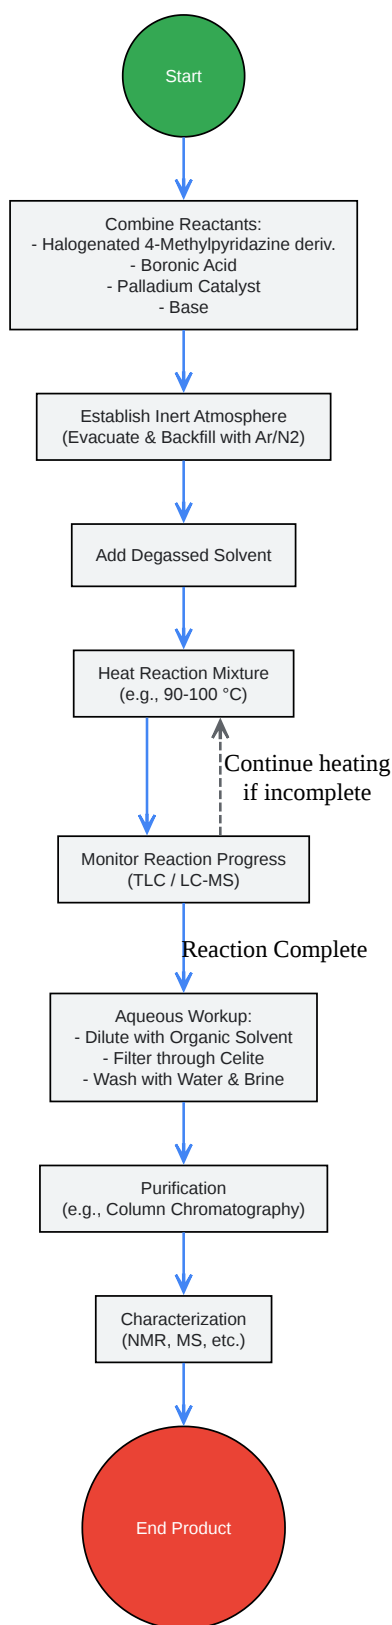 Start
Combine Reactants:
- Halogenated 4-Methylpyridazine deriv.
- Boronic Acid
- Palladium Catalyst
- Base
Establish Inert Atmosphere
(Evacuate & Backfill with Ar/N2)
Add Degassed Solvent
Heat Reaction Mixture
(e.g., 90-100 °C)
Continue heating
if incomplete
Monitor Reaction Progress
(TLC / LC-MS)
Reaction Complete
Aqueous Workup:
- Dilute with Organic Solvent
- Filter through Celite
- Wash with Water & Brine
Purification
(e.g., Column Chromatography)
Characterization
(NMR, MS, etc.)
End Product